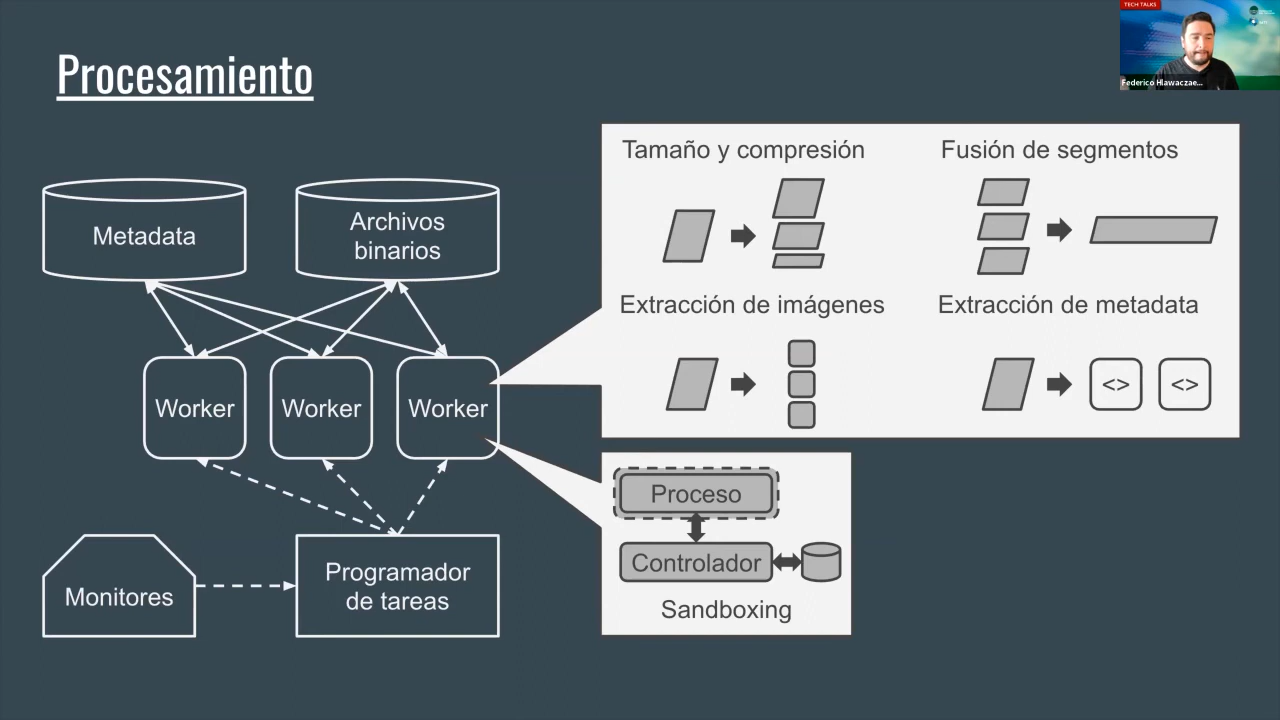 TECH TALKS
Federico Hlawaczae...
Procesamiento
Metadata
Archivos
binarios
Worker
Worker
Worker
Monitores
Programador
de tareas
Tamaño y compresión
Fusión de segmentos
Extracción de imágenes
Extracción de metadata
<>
<>
Proceso
Controlador
Sandboxing